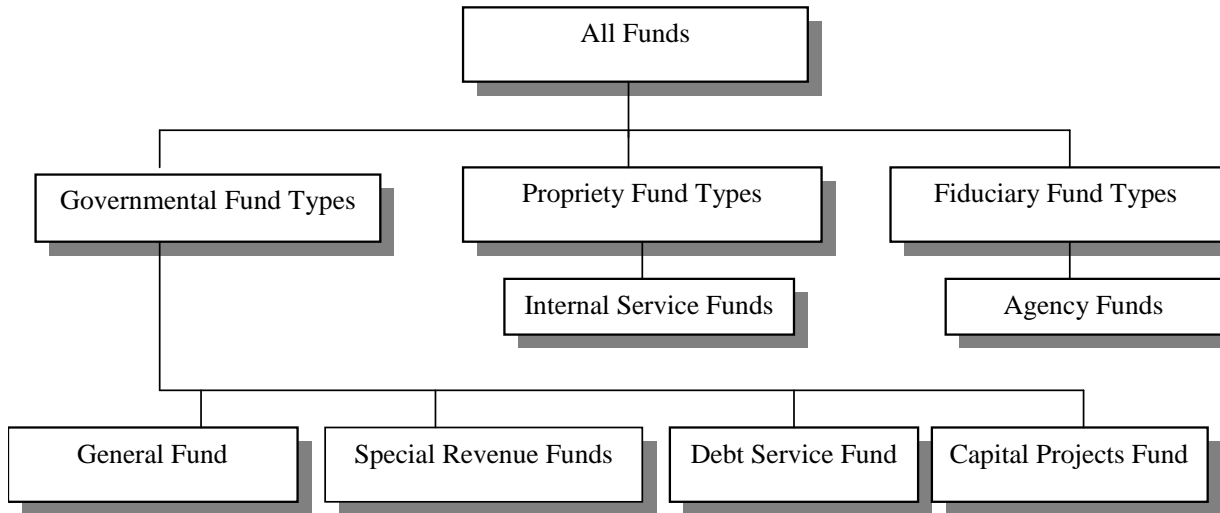 All Funds
Governmental Fund Types
Propriety Fund Types
Fiduciary Fund Types
Internal Service Funds
Agency Funds
General Fund
Special Revenue Funds
Debt Service Fund
Capital Projects Fund